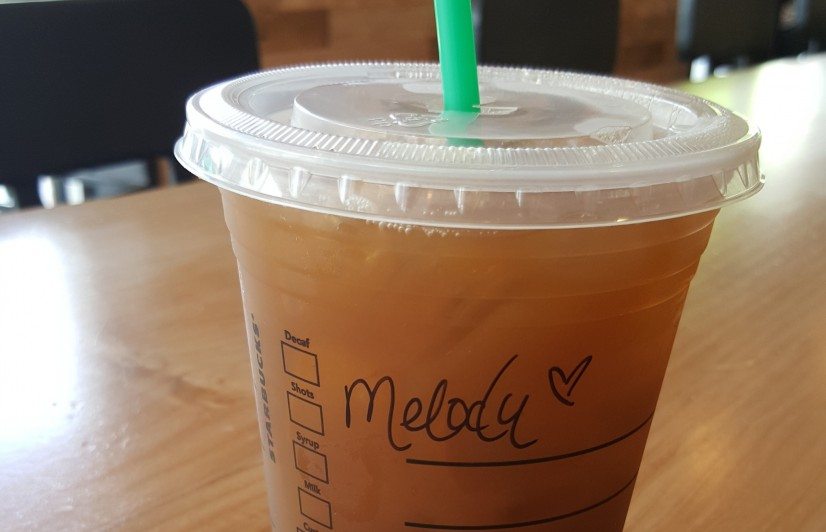 STARBUCKS
Decaf
Shots
Syrup
Milk
Melody ♡